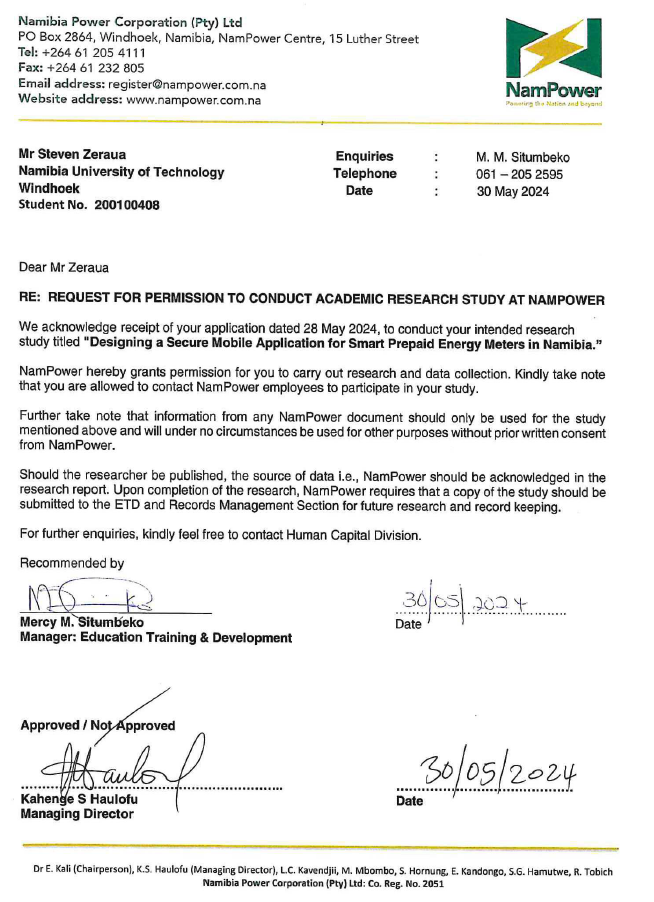 Namibia Power Corporation (Pty) Ltd
PO Box 2864, Windhoek, Namibia, NamPower Centre, 15 Luther Street
Tel: +264 61 205 4111
Fax: +264 61 232 805
Email address: register@nampower.com.na
Website address: www.nampower.com.na
NamPower
Powering the Nation and beyond
Mr Steven Zeraua
Namibia University of Technology
Windhoek
Student No. 200100408
Enquiries : M. M. Situmbeko
Telephone : 061 – 205 2595
Date : 30 May 2024
Dear Mr Zeraua
RE: REQUEST FOR PERMISSION TO CONDUCT ACADEMIC RESEARCH STUDY AT NAMPOWER
We acknowledge receipt of your application dated 28 May 2024, to conduct your intended research
study titled "Designing a Secure Mobile Application for Smart Prepaid Energy Meters in Namibia."
NamPower hereby grants permission for you to carry out research and data collection. Kindly take note
that you are allowed to contact NamPower employees to participate in your study.
Further take note that information from any NamPower document should only be used for the study
mentioned above and will under no circumstances be used for other purposes without prior written consent
from NamPower.
Should the researcher be published, the source of data i.e., NamPower should be acknowledged in the
research report. Upon completion of the research, NamPower requires that a copy of the study should be
submitted to the ETD and Records Management Section for future research and record keeping.
For further enquiries, kindly feel free to contact Human Capital Division.
Recommended by
30/05/2024
Mercy M. Situmbeko
Date
Manager: Education Training & Development
Approved / Not Approved
30/05/2024
Kahenge S Haulofu
Date
Managing Director
Dr E. Kali (Chairperson), K.S. Haulofu (Managing Director), L.C. Kavendjii, M. Mbombo, S. Hornung, E. Kandongo, S.G. Hamutwe, R. Tobich
Namibia Power Corporation (Pty) Ltd: Co. Reg. No. 2051